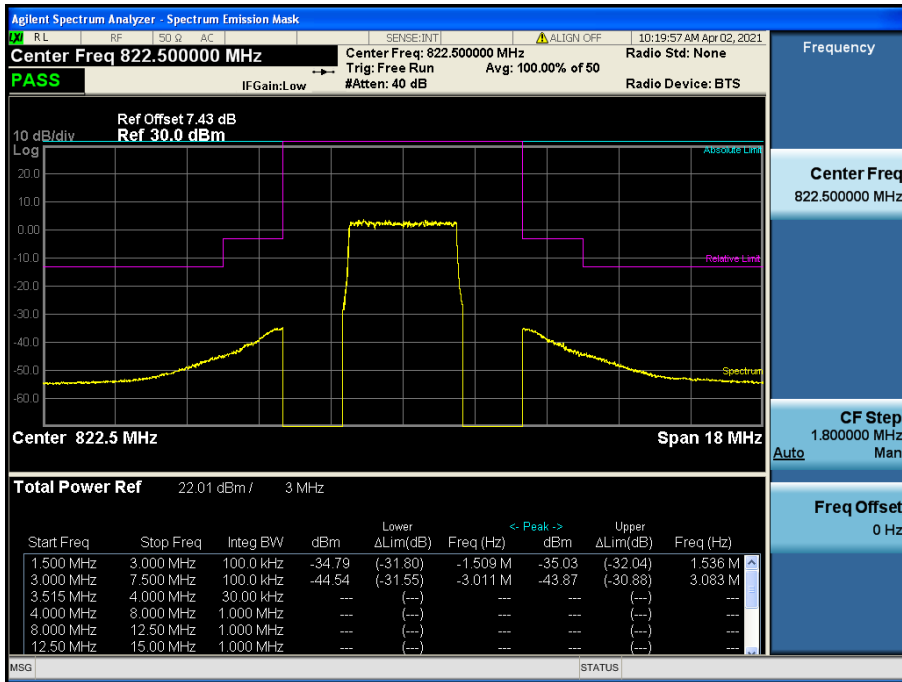 Agilent Spectrum Analyzer - Spectrum Emission Mask
LXI RL RF 50 Ω AC SENSE:INT ALIGN OFF 10:19:57 AM Apr 02, 2021
Center Freq 822.500000 MHz Center Freq: 822.500000 MHz Radio Std: None
Trig: Free Run Avg: 100.00% of 50
PASS IFGain:Low #Atten: 40 dB Radio Device: BTS
Ref Offset 7.43 dB
10 dB/div Ref 30.0 dBm
Log
Absolute Limit
20.0
10.0
0.00
-10.0
Relative Limit
-20.0
-30.0
-40.0
-50.0
Spectrum
-60.0
Center 822.5 MHz Span 18 MHz
Total Power Ref 22.01 dBm / 3 MHz
Lower <- Peak -> Upper
Start Freq Stop Freq Integ BW dBm ΔLim(dB) Freq (Hz) dBm ΔLim(dB) Freq (Hz)
1.500 MHz 3.000 MHz 100.0 kHz -34.79 (-31.80) -1.509 M -35.03 (-32.04) 1.536 M
3.000 MHz 7.500 MHz 100.0 kHz -44.54 (-31.55) -3.011 M -43.87 (-30.88) 3.083 M
3.515 MHz 4.000 MHz 30.00 kHz --- (---) --- --- (---) ---
4.000 MHz 8.000 MHz 1.000 MHz --- (---) --- --- (---) ---
8.000 MHz 12.50 MHz 1.000 MHz --- (---) --- --- (---) ---
12.50 MHz 15.00 MHz 1.000 MHz --- (---) --- --- (---) ---
MSG STATUS
Frequency
Center Freq
822.500000 MHz
CF Step
1.800000 MHz
Auto Man
Freq Offset
0 Hz